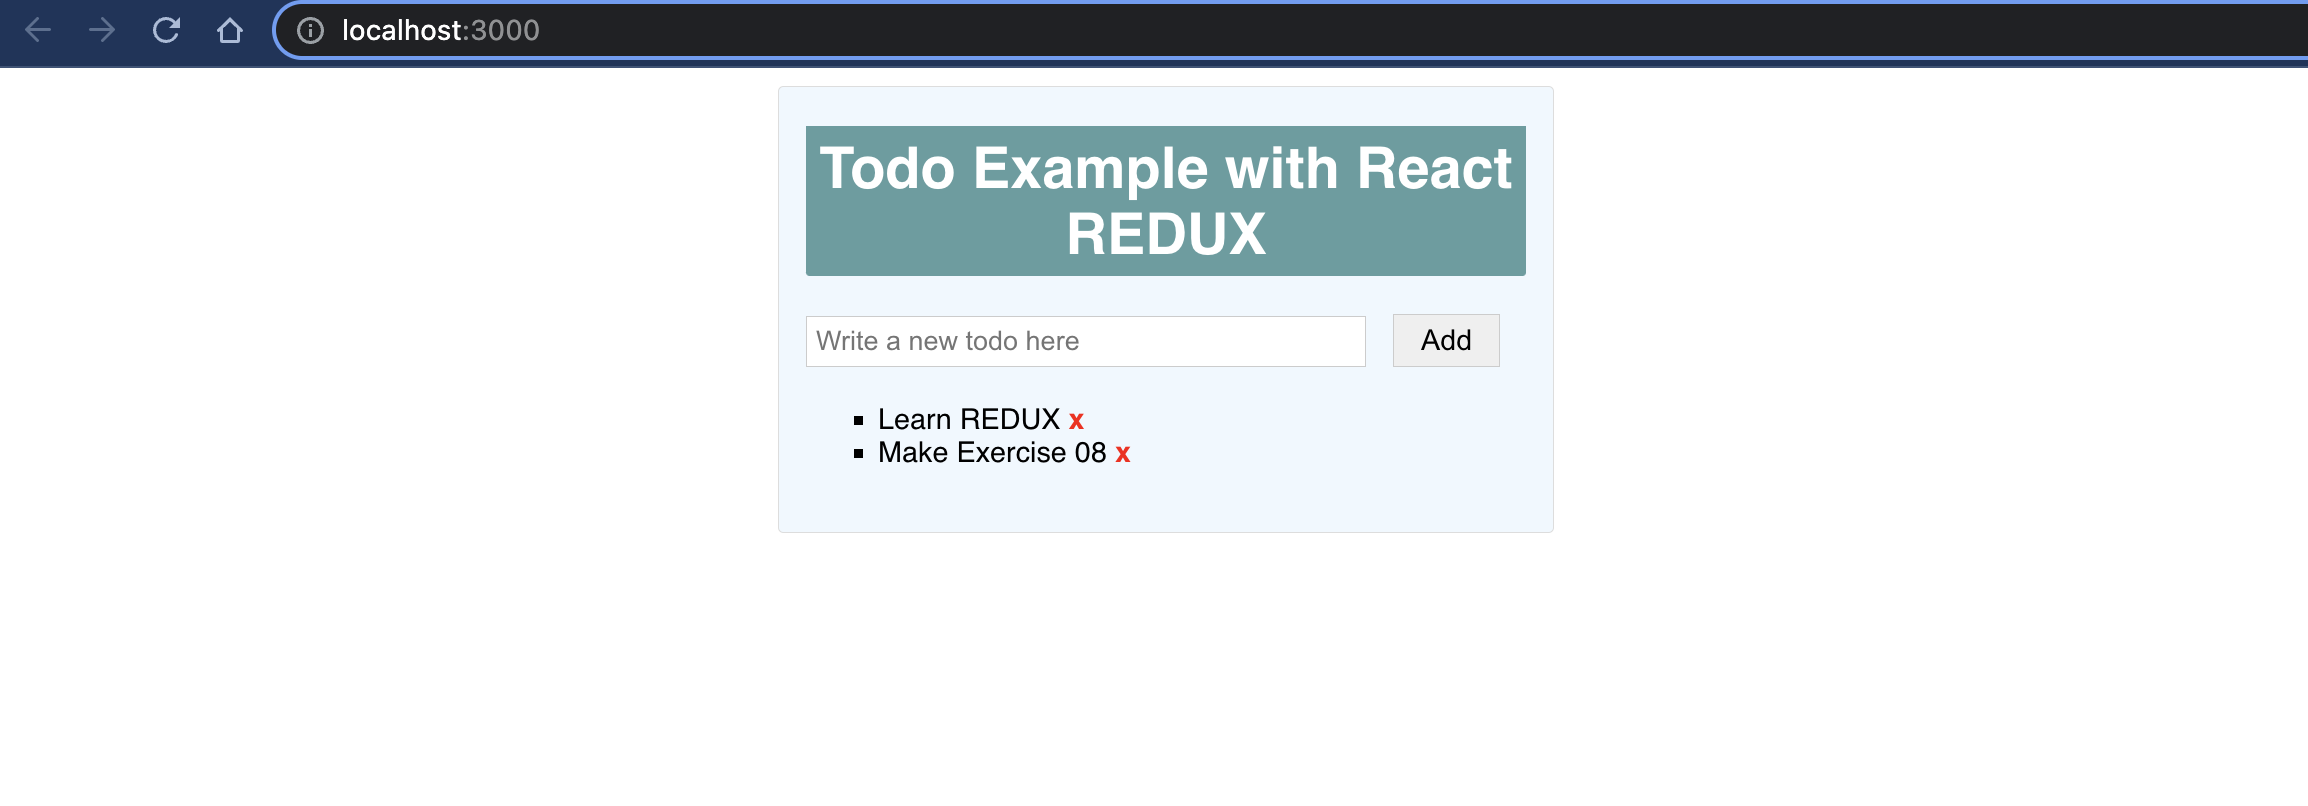 localhost:3000
Todo Example with React
REDUX
Write a new todo here
Add
Learn REDUX x
Make Exercise 08 x